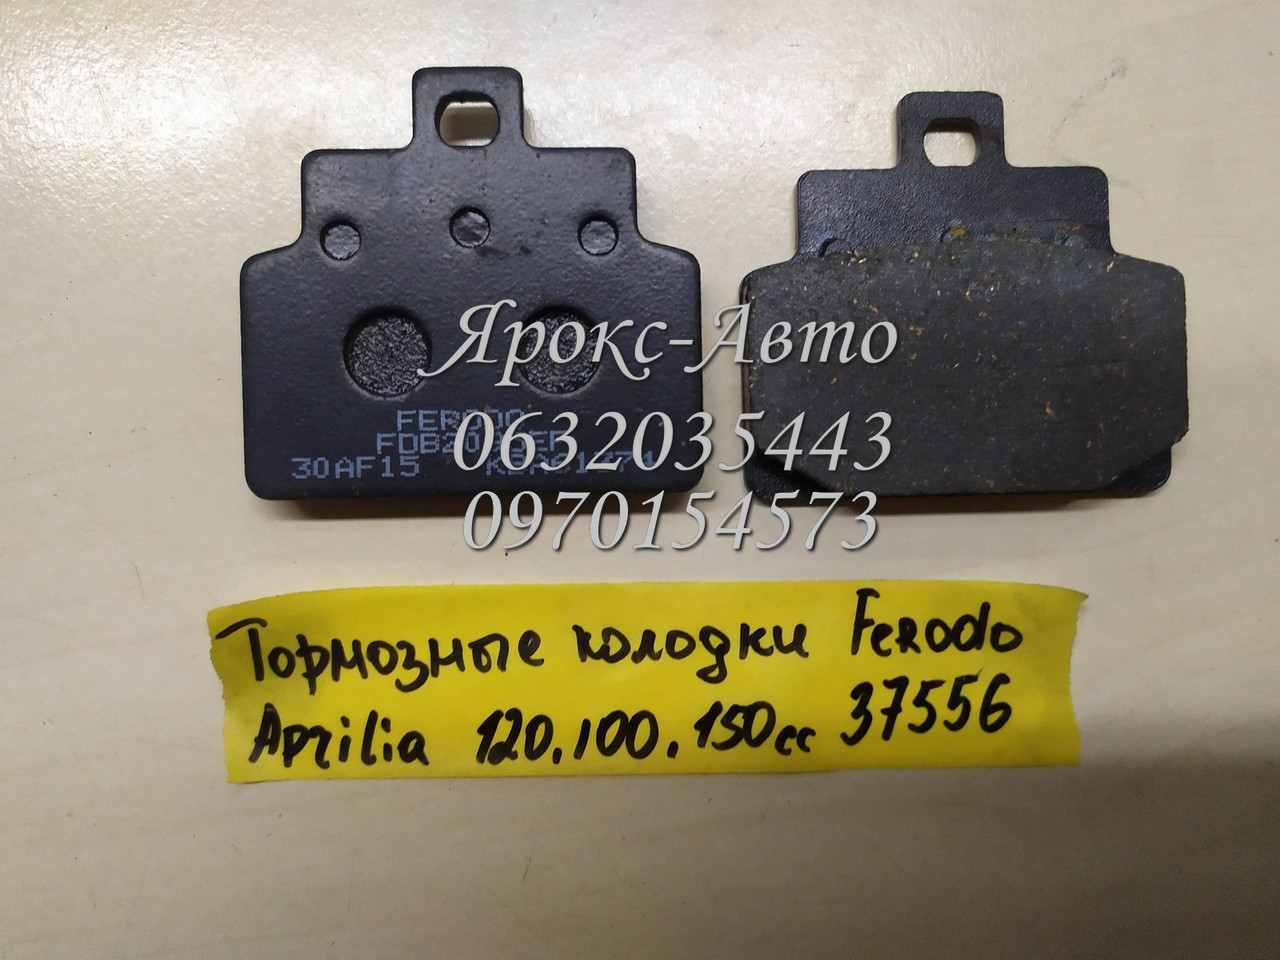 Ярокс-Авто
0632035443
0970154573
FERODO
30AF15
Тормозные колодки Ferodo
Aprilia 120,100,150cc 37556